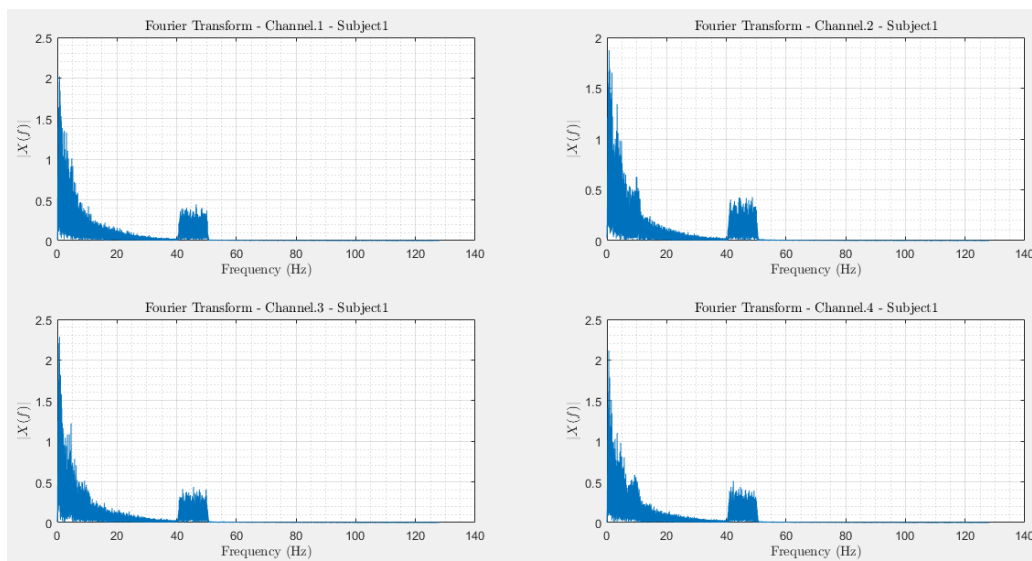 Fourier Transform - Channel.1 - Subject1
2.5
2
1.5
1
0.5
0
|X(f)|
0 20 40 60 80 100 120 140
Frequency (Hz)
Fourier Transform - Channel.2 - Subject1
2
1.5
1
0.5
0
|X(f)|
0 20 40 60 80 100 120 140
Frequency (Hz)
Fourier Transform - Channel.3 - Subject1
2.5
2
1.5
1
0.5
0
|X(f)|
0 20 40 60 80 100 120 140
Frequency (Hz)
Fourier Transform - Channel.4 - Subject1
2.5
2
1.5
1
0.5
0
|X(f)|
0 20 40 60 80 100 120 140
Frequency (Hz)